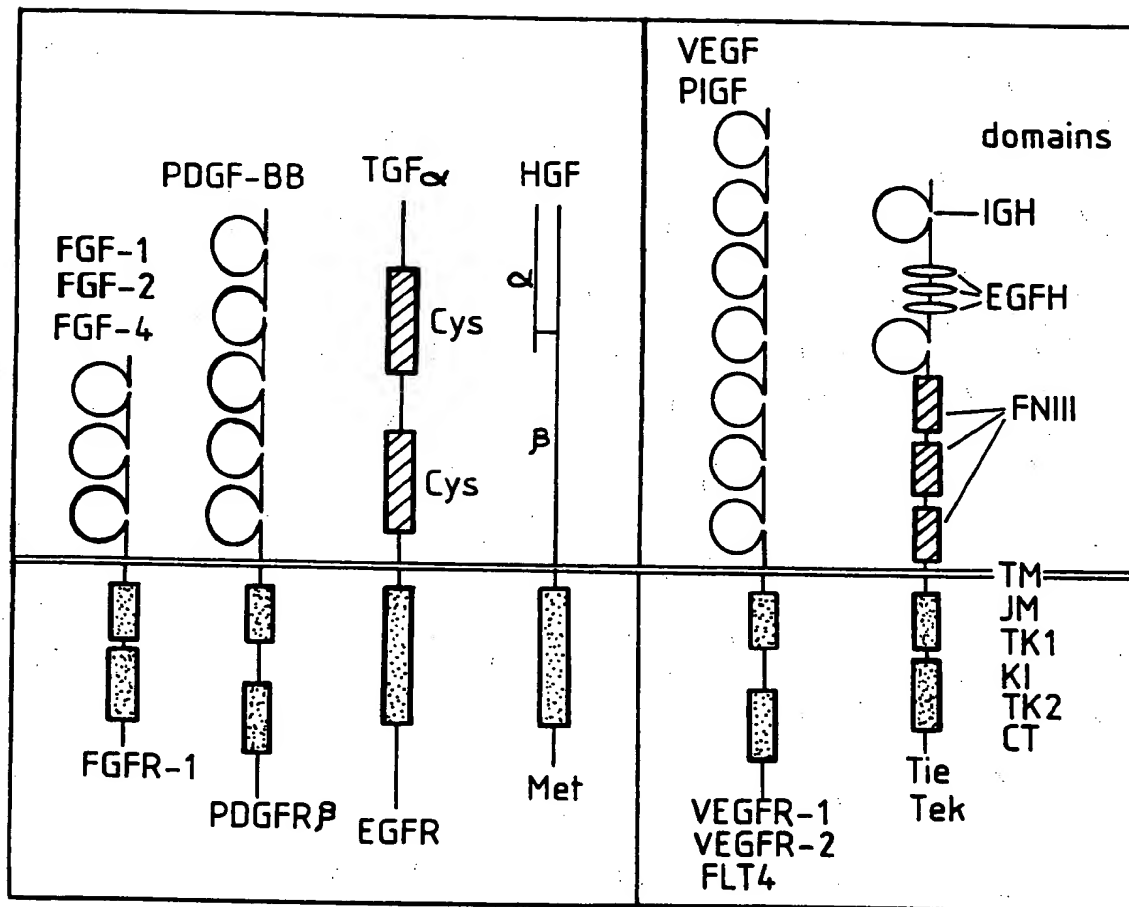 FGF-1
FGF-2
FGF-4
FGFR-1
PDGF-BB
PDGFRβ
TGFα
Cys
Cys
EGFR
HGF
α
β
Met
VEGF
PIGF
VEGFR-1
VEGFR-2
FLT4
domains
IGH
EGFH
FNIII
TM
JM
TK1
KI
TK2
CT
Tie
Tek